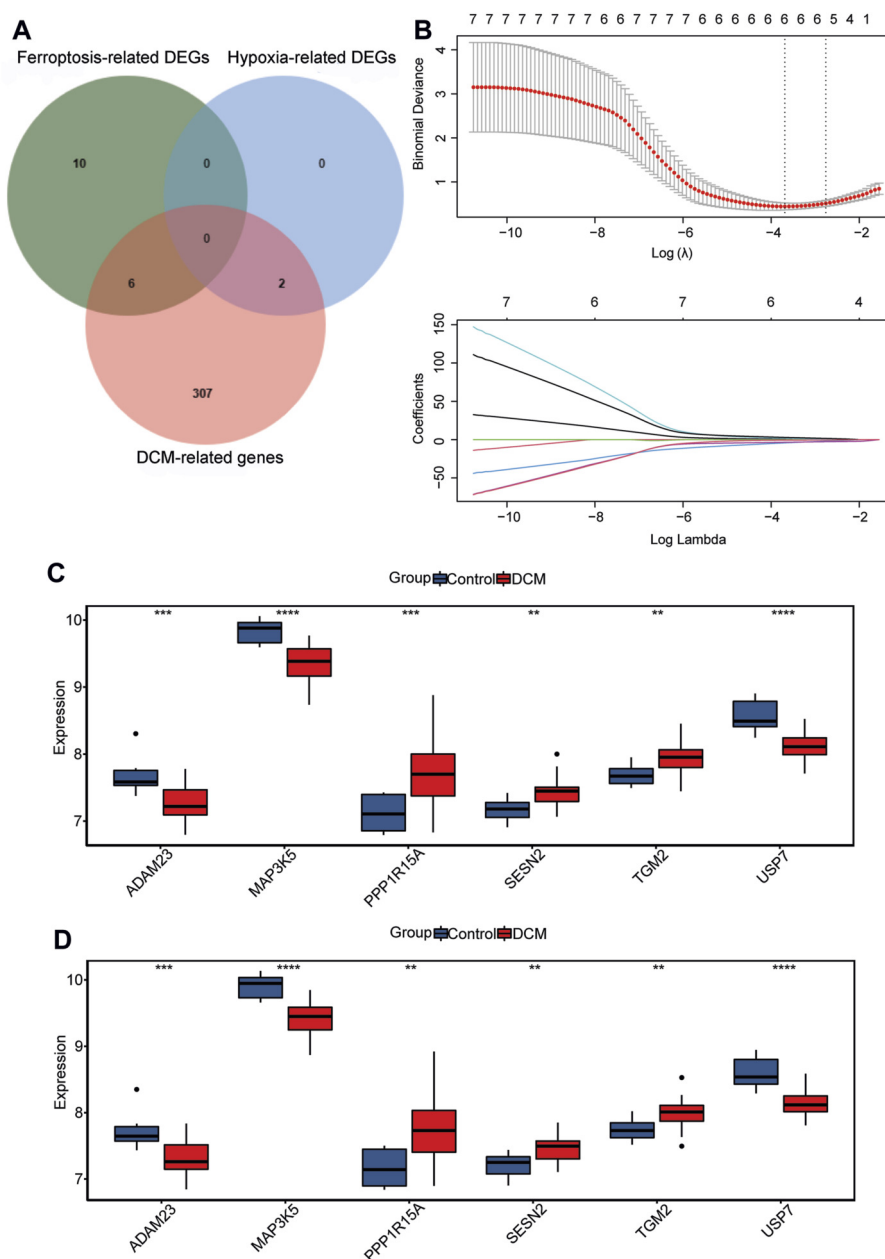 A
Ferroptosis-related DEGs Hypoxia-related DEGs
10 0 0
0
6 2
307
DCM-related genes
B
7 7 7 7 7 7 7 7 6 6 7 7 7 7 6 6 6 6 6 5 4 1
Binomial Deviance
4
3
2
1
−10 −8 −6 −4 −2
Log (λ)
7 6 7 6 4
Coefficients
150
100
50
0
−50
−10 −8 −6 −4 −2
Log Lambda
C
Group Control DCM
*** **** *** ** ** ****
Expression
10
9
8
7
ADAM23 MAP3K5 PPP1R15A SESN2 TGM2 USP7
D
Group Control DCM
*** **** ** ** ** ****
Expression
10
9
8
7
ADAM23 MAP3K5 PPP1R15A SESN2 TGM2 USP7